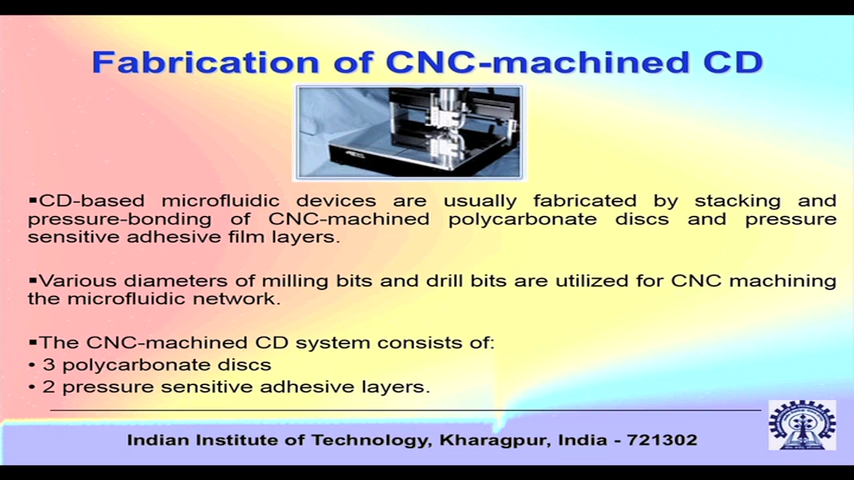 Fabrication of CNC-machined CD
▪CD-based microfluidic devices are usually fabricated by stacking and
pressure-bonding of CNC-machined polycarbonate discs and pressure
sensitive adhesive film layers.
▪Various diameters of milling bits and drill bits are utilized for CNC machining
the microfluidic network.
▪The CNC-machined CD system consists of:
• 3 polycarbonate discs
• 2 pressure sensitive adhesive layers.
Indian Institute of Technology, Kharagpur, India - 721302